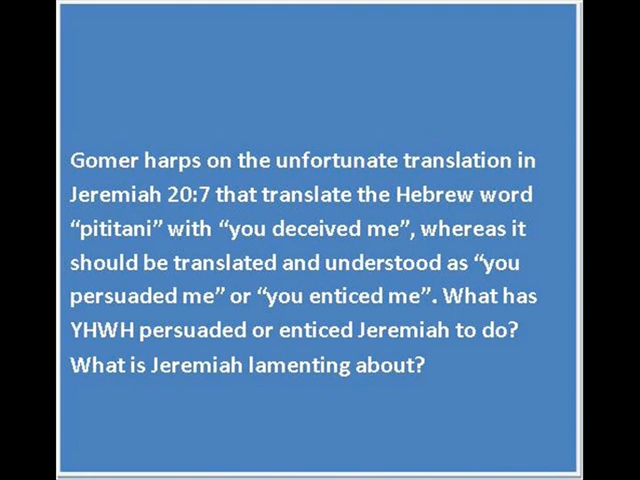 Gomer harps on the unfortunate translation in
Jeremiah 20:7 that translate the Hebrew word
“pititani” with “you deceived me”, whereas it
should be translated and understood as “you
persuaded me” or “you enticed me”. What has
YHWH persuaded or enticed Jeremiah to do?
What is Jeremiah lamenting about?